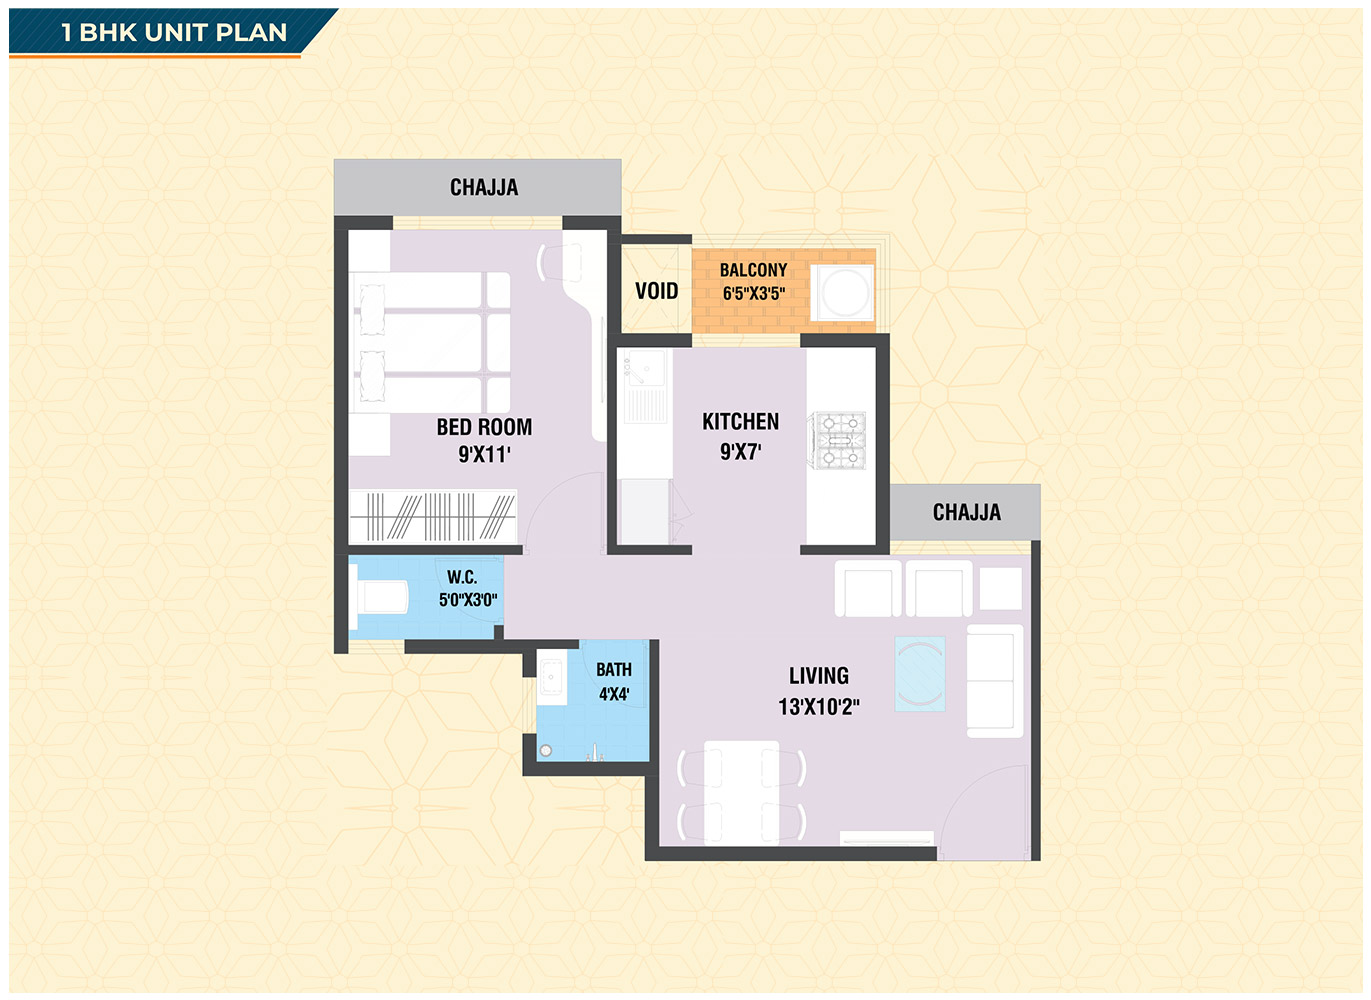 1 BHK UNIT PLAN
CHAJJA
BALCONY
6'5"X3'5"
VOID
KITCHEN
9'X7'
BED ROOM
9'X11'
CHAJJA
W.C.
5'0"X3'0"
BATH
4'X4'
LIVING
13'X10'2"